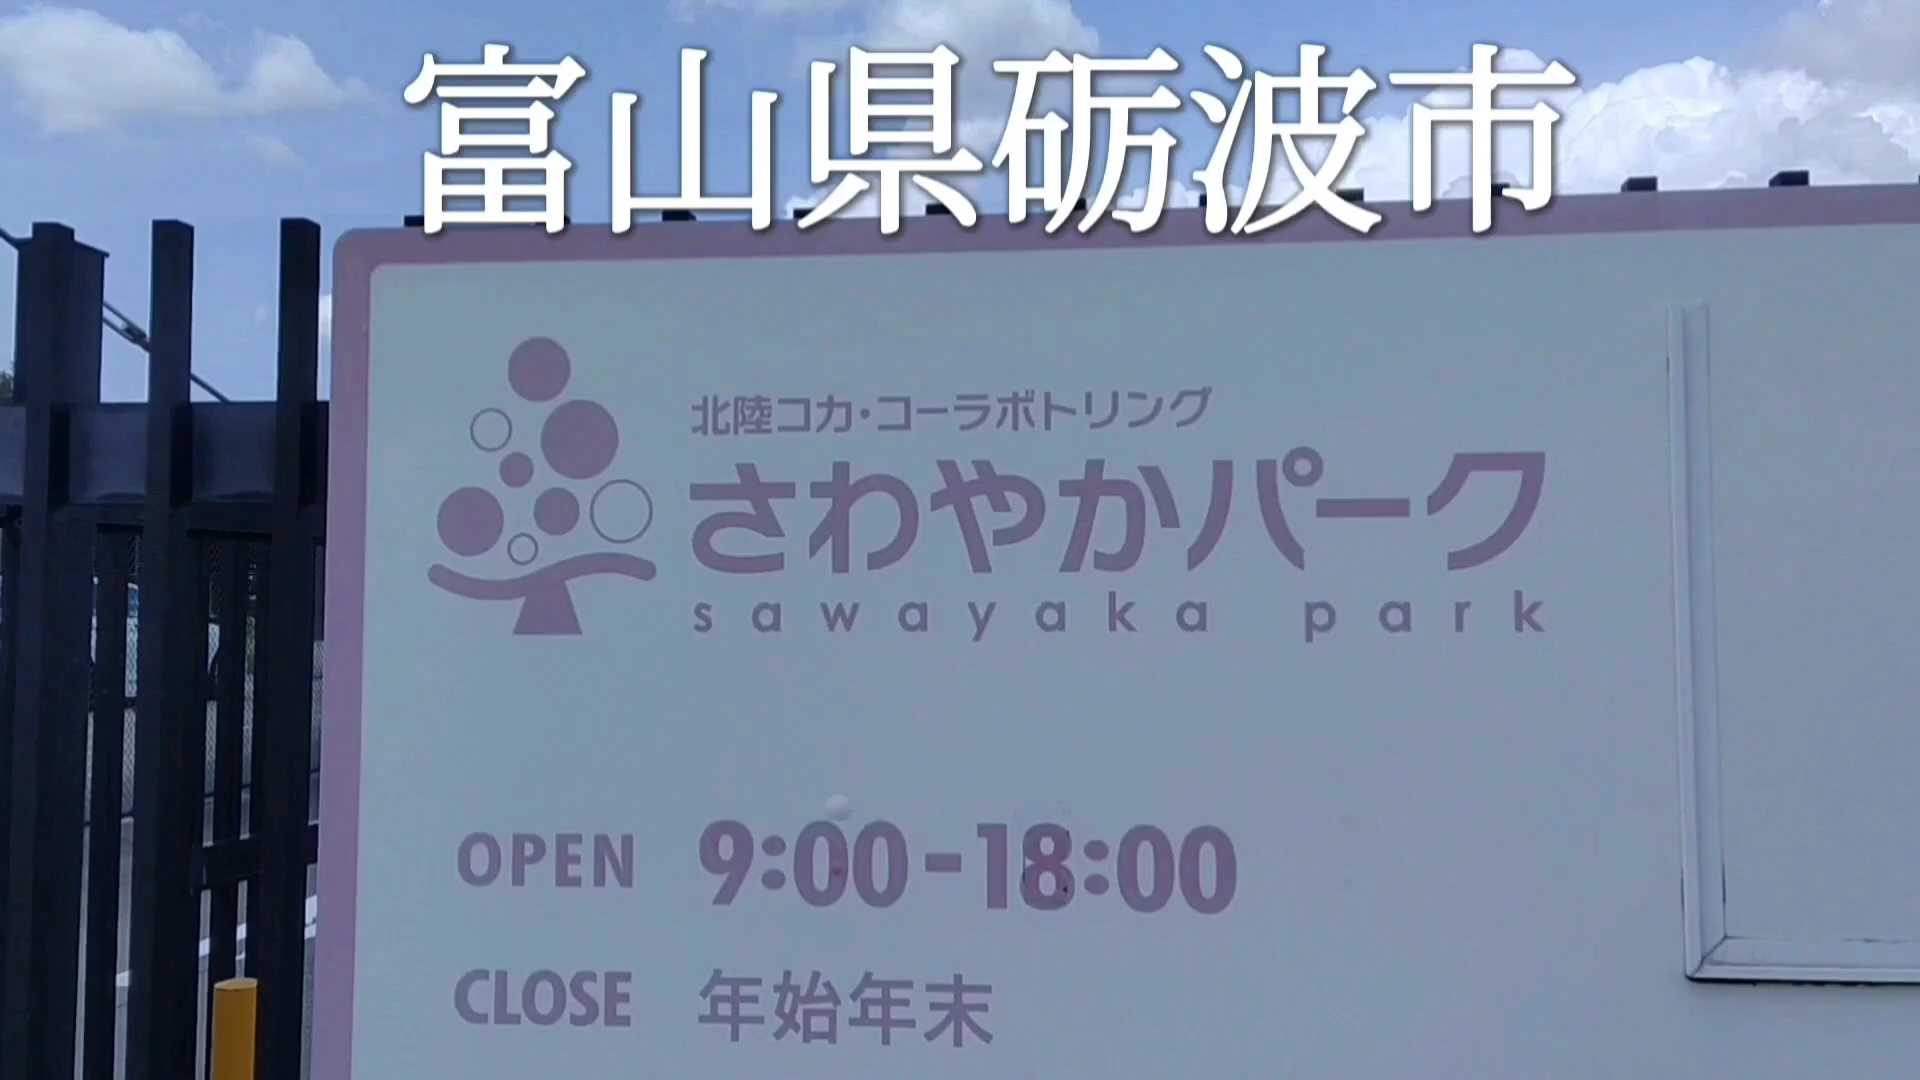 富山県砺波市
北陸コカ・コーラボトリング
さわやかパーク
sawayaka park
OPEN 9:00-18:00
CLOSE 年始年末